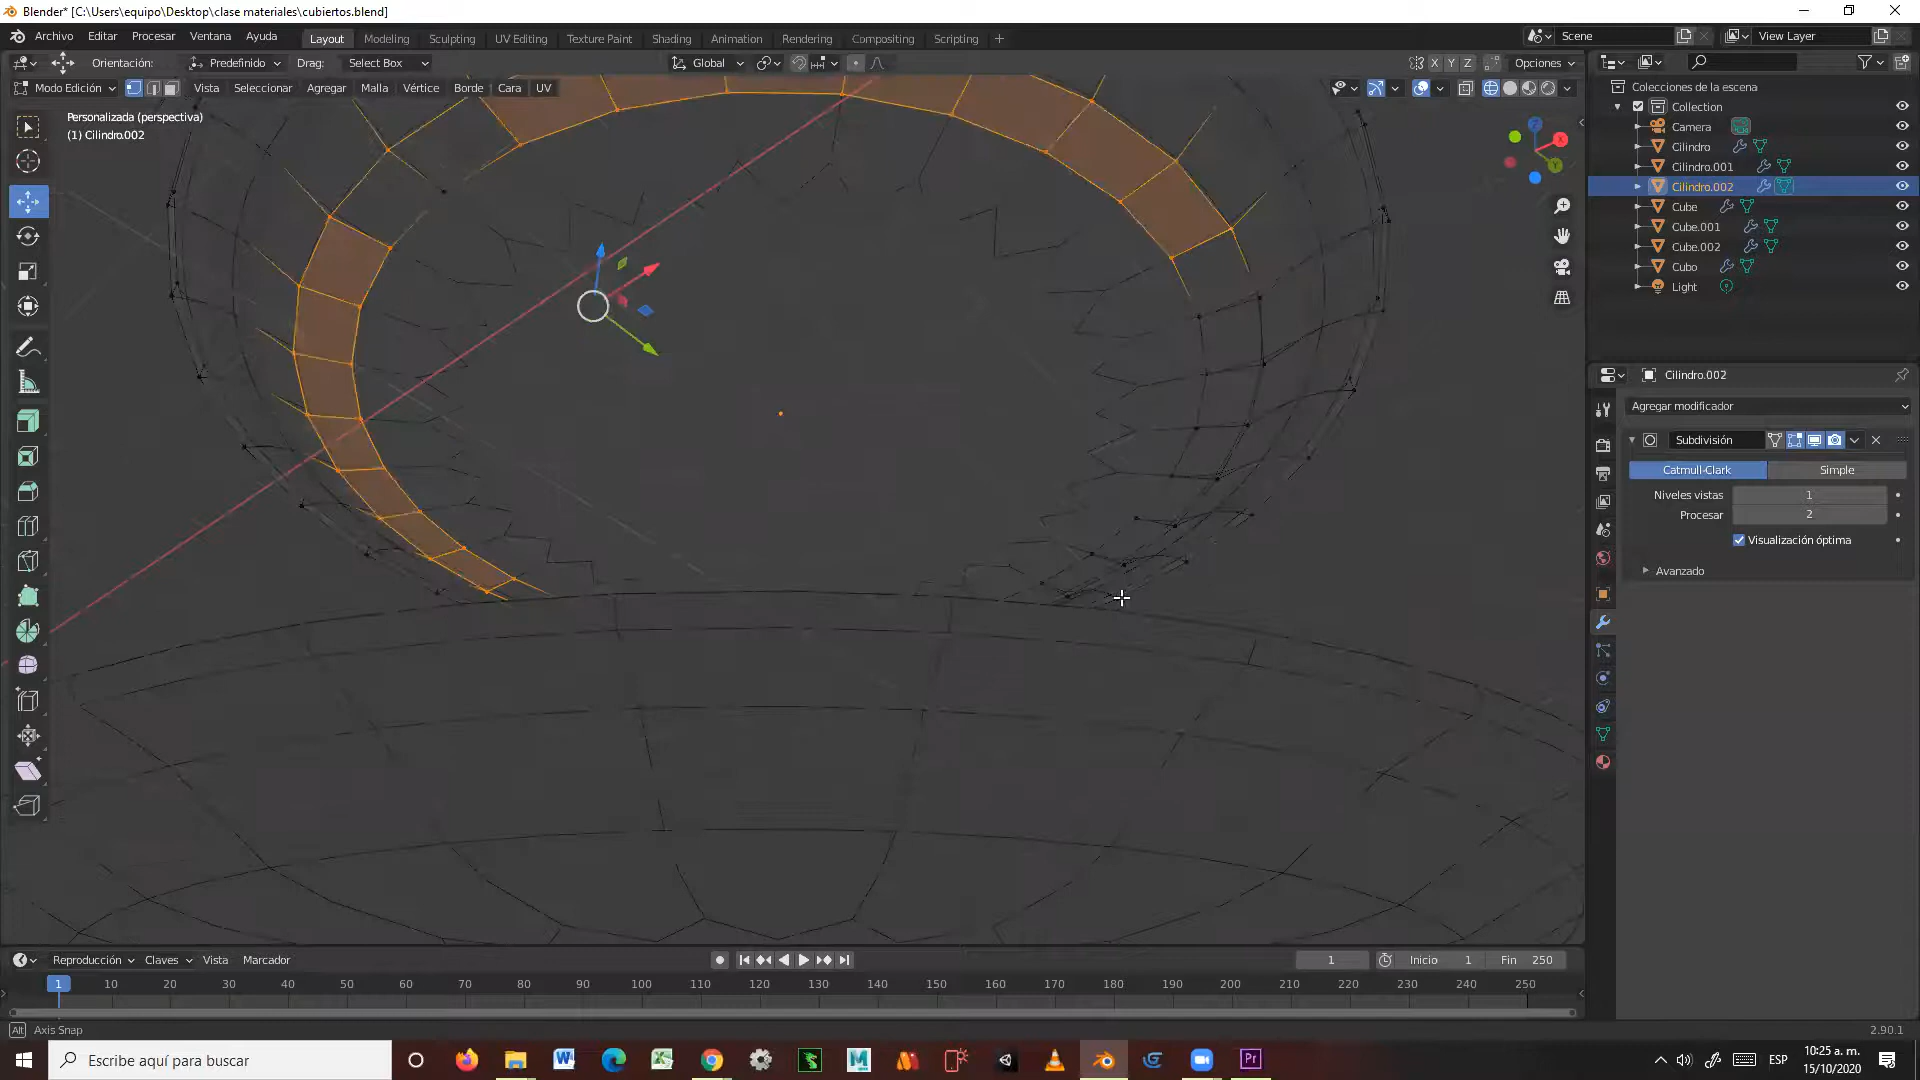 Blender* [C:\Users\equipo\Desktop\clase materiales\cubiertos.blend]
Archivo Editar Procesar Ventana Ayuda Layout Modeling Sculpting UV Editing Texture Paint Shading Animation Rendering Compositing Scripting + Scene View Layer
Orientación: Predefinido Drag: Select Box Global X Y Z Opciones
Modo Edición Vista Seleccionar Agregar Malla Vértice Borde Cara UV
Personalizada (perspectiva)
(1) Cilindro.002
Colecciones de la escena
Collection
Camera
Cilindro
Cilindro.001
Cilindro.002
Cube
Cube.001
Cube.002
Cubo
Light
Cilindro.002
Agregar modificador
Subdivisión
Catmull-Clark Simple
Niveles vistas 1
Procesar 2
Visualización óptima
Avanzado
Reproducción Claves Vista Marcador 1 Inicio 1 Fin 250
1 10 20 30 40 50 60 70 80 90 100 110 120 130 140 150 160 170 180 190 200 210 220 230 240 250
Alt Axis Snap 2.90.1
Escribe aquí para buscar ESP 10:25 a. m.
15/10/2020